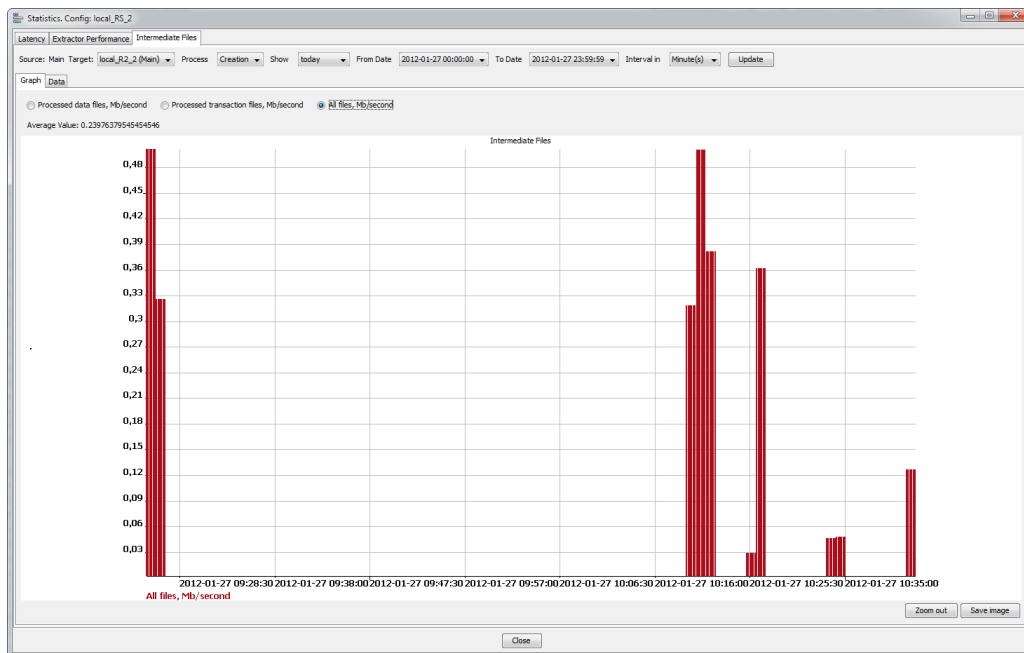 Statistics. Config: local_RS_2
Latency Extractor Performance Intermediate Files
Source: Main Target: local_R2_2 (Main) Process Creation Show today From Date 2012-01-27 00:00:00 To Date 2012-01-27 23:59:59 Interval in Minute(s) Update
Graph Data
Processed data files, Mb/second Processed transaction files, Mb/second All files, Mb/second
Average Value: 0.23976379545454546
Intermediate Files
0,48
0,45
0,42
0,39
0,36
0,33
0,3
0,27
0,24
0,21
0,18
0,15
0,12
0,09
0,06
0,03
2012-01-27 09:28:30 2012-01-27 09:38:00 2012-01-27 09:47:30 2012-01-27 09:57:00 2012-01-27 10:06:30 2012-01-27 10:16:00 2012-01-27 10:25:30 2012-01-27 10:35:00
All files, Mb/second
Zoom out Save image
Close